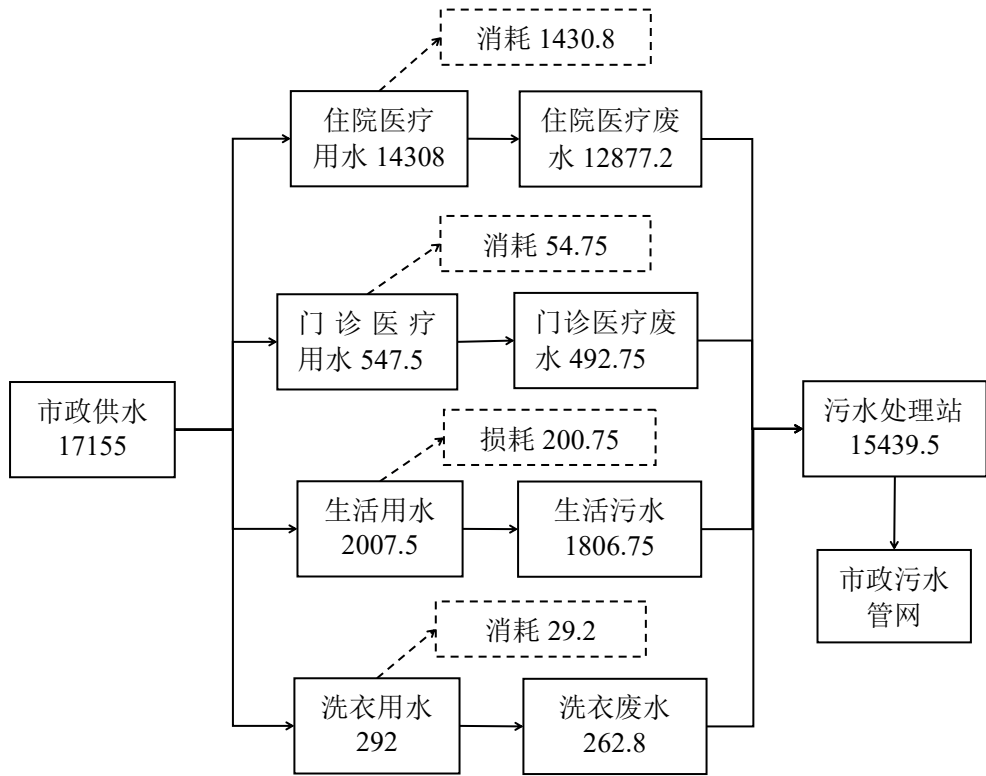 消耗 1430.8
住院医疗
用水 14308
住院医疗废
水 12877.2
消耗 54.75
门诊医疗
用水 547.5
门诊医疗废
水 492.75
市政供水
17155
污水处理站
15439.5
损耗 200.75
生活用水
2007.5
生活污水
1806.75
市政污水
管网
消耗 29.2
洗衣用水
292
洗衣废水
262.8